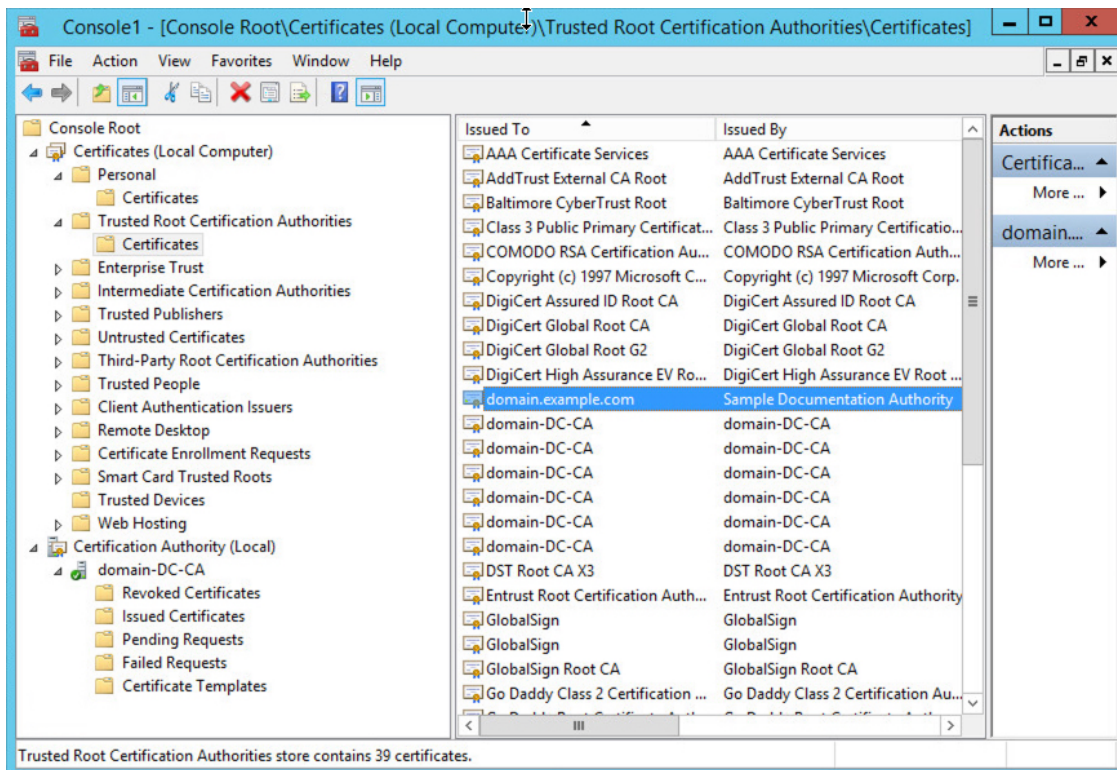 Console1 - [Console Root\Certificates (Local Computer)\Trusted Root Certification Authorities\Certificates]
File Action View Favorites Window Help
Console Root
Certificates (Local Computer)
Personal
Certificates
Trusted Root Certification Authorities
Certificates
Enterprise Trust
Intermediate Certification Authorities
Trusted Publishers
Untrusted Certificates
Third-Party Root Certification Authorities
Trusted People
Client Authentication Issuers
Remote Desktop
Certificate Enrollment Requests
Smart Card Trusted Roots
Trusted Devices
Web Hosting
Certification Authority (Local)
domain-DC-CA
Revoked Certificates
Issued Certificates
Pending Requests
Failed Requests
Certificate Templates
Issued To Issued By
AAA Certificate Services AAA Certificate Services
AddTrust External CA Root AddTrust External CA Root
Baltimore CyberTrust Root Baltimore CyberTrust Root
Class 3 Public Primary Certificat... Class 3 Public Primary Certificatio...
COMODO RSA Certification Au... COMODO RSA Certification Auth...
Copyright (c) 1997 Microsoft C... Copyright (c) 1997 Microsoft Corp.
DigiCert Assured ID Root CA DigiCert Assured ID Root CA
DigiCert Global Root CA DigiCert Global Root CA
DigiCert Global Root G2 DigiCert Global Root G2
DigiCert High Assurance EV Ro... DigiCert High Assurance EV Root ...
domain.example.com Sample Documentation Authority
domain-DC-CA domain-DC-CA
domain-DC-CA domain-DC-CA
domain-DC-CA domain-DC-CA
domain-DC-CA domain-DC-CA
domain-DC-CA domain-DC-CA
domain-DC-CA domain-DC-CA
DST Root CA X3 DST Root CA X3
Entrust Root Certification Auth... Entrust Root Certification Authority
GlobalSign GlobalSign
GlobalSign GlobalSign
GlobalSign Root CA GlobalSign Root CA
Go Daddy Class 2 Certification ... Go Daddy Class 2 Certification Au...
Actions
Certifica...
More ...
domain....
More ...
Trusted Root Certification Authorities store contains 39 certificates.